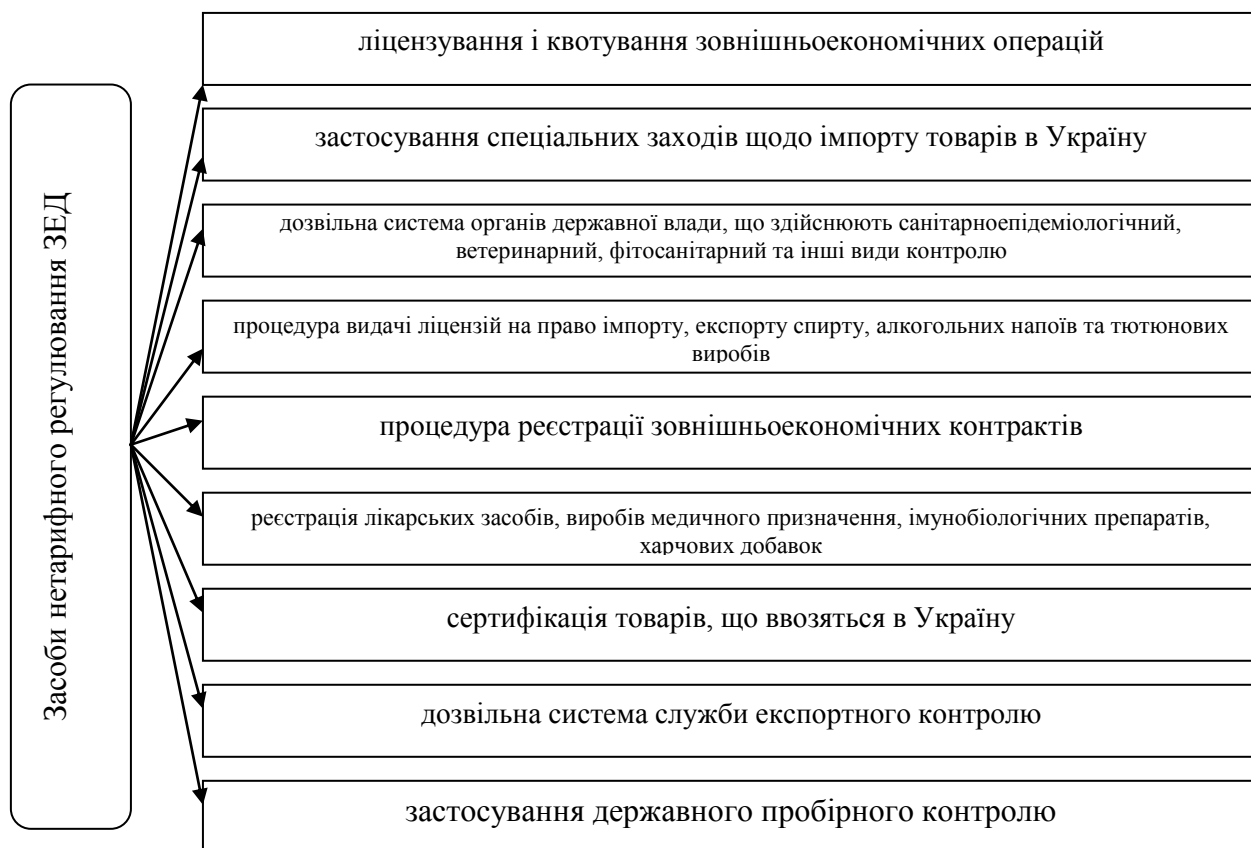 Засоби нетарифного регулювання ЗЕД
ліцензування і квотування зовнішньоекономічних операцій
застосування спеціальних заходів щодо імпорту товарів в Україну
дозвільна система органів державної влади, що здійснюють санітарноепідеміологічний,
ветеринарний, фітосанітарний та інші види контролю
процедура видачі ліцензій на право імпорту, експорту спирту, алкогольних напоїв та тютюнових
виробів
процедура реєстрації зовнішньоекономічних контрактів
реєстрація лікарських засобів, виробів медичного призначення, імунобіологічних препаратів,
харчових добавок
сертифікація товарів, що ввозяться в Україну
дозвільна система служби експортного контролю
застосування державного пробірного контролю